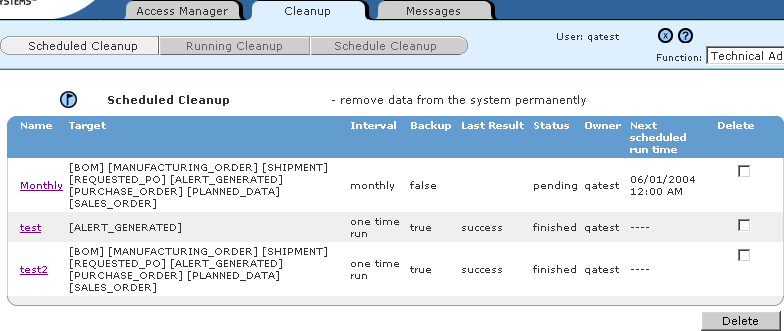 SYSTEMS
Access Manager Cleanup Messages
Scheduled Cleanup Running Cleanup Schedule Cleanup
User: qatest x ?
Function: Technical Ad
Scheduled Cleanup - remove data from the system permanently
Name Target Interval Backup Last Result Status Owner Next scheduled run time Delete
Monthly [BOM] [MANUFACTURING_ORDER] [SHIPMENT]
[REQUESTED_PO] [ALERT_GENERATED]
[PURCHASE_ORDER] [PLANNED_DATA]
[SALES_ORDER] monthly false pending qatest 06/01/2004
12:00 AM
test [ALERT_GENERATED] one time
run true success finished qatest ----
test2 [BOM] [MANUFACTURING_ORDER] [SHIPMENT]
[REQUESTED_PO] [ALERT_GENERATED]
[PURCHASE_ORDER] [PLANNED_DATA]
[SALES_ORDER] one time
run true success finished qatest ----
Delete